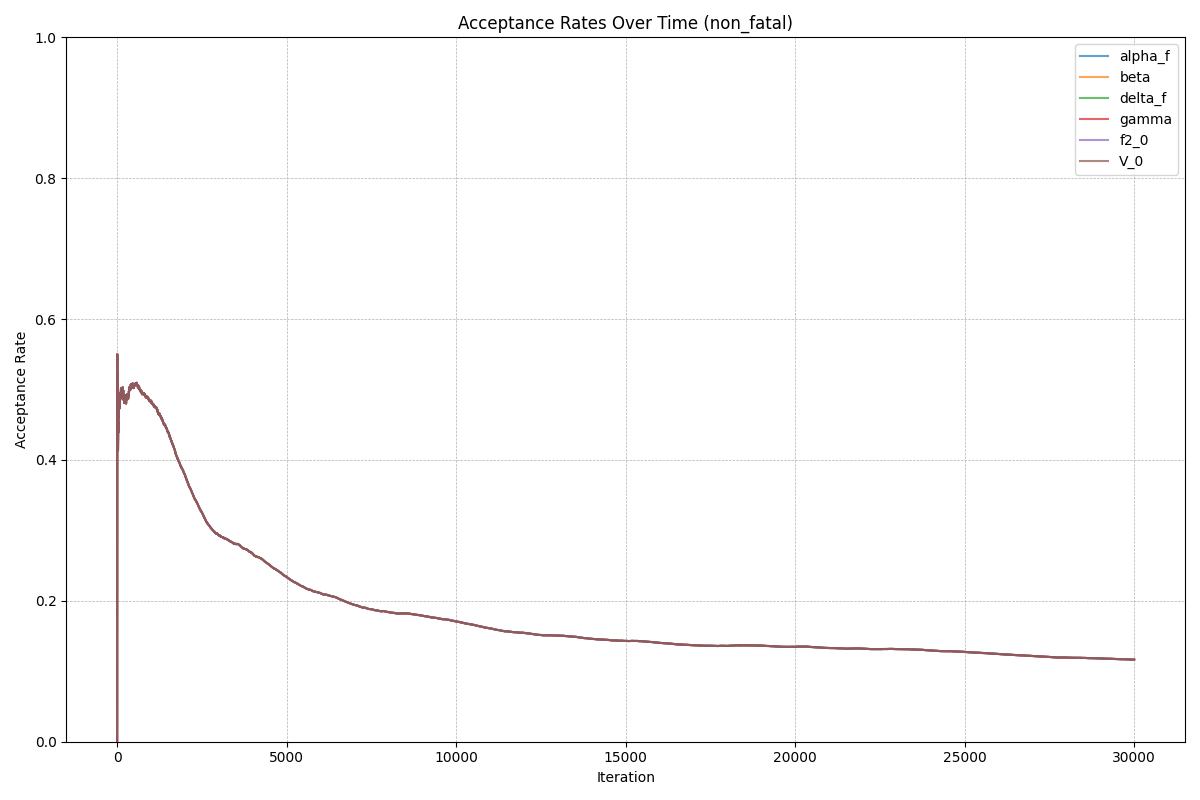 Acceptance Rates Over Time (non_fatal)
1.0
0.8
0.6
0.4
0.2
0.0
Acceptance Rate
alpha_f
beta
delta_f
gamma
f2_0
V_0
0
5000
10000
15000
20000
25000
30000
Iteration